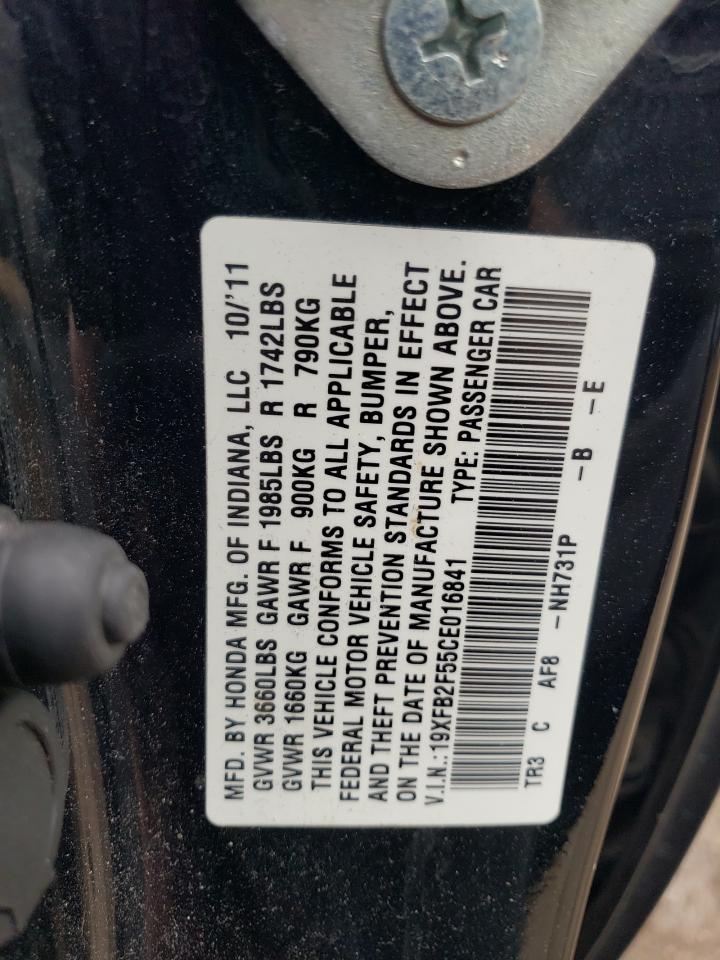 MFD. BY HONDA MFG. OF INDIANA, LLC 10/'11
GVWR 3660LBS GAWR F 1985LBS R 1742LBS
GVWR 1660KG GAWR F 900KG R 790KG
THIS VEHICLE CONFORMS TO ALL APPLICABLE
FEDERAL MOTOR VEHICLE SAFETY, BUMPER,
AND THEFT PREVENTION STANDARDS IN EFFECT
ON THE DATE OF MANUFACTURE SHOWN ABOVE.
V.I.N.:19XFB2F55CE016841 TYPE: PASSENGER CAR
TR3 C AF8 -NH731P -B -E